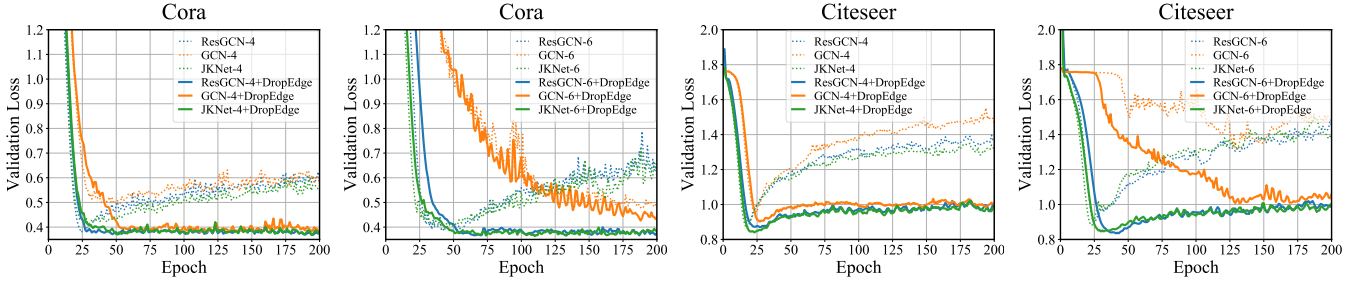 Cora
1.2
1.1
1.0
0.9
0.8
0.7
0.6
0.5
0.4
Validation Loss
ResGCN-4
GCN-4
JKNet-4
ResGCN-4+DropEdge
GCN-4+DropEdge
JKNet-4+DropEdge
0 25 50 75 100 125 150 175 200
Epoch
Cora
1.2
1.1
1.0
0.9
0.8
0.7
0.6
0.5
0.4
Validation Loss
ResGCN-6
GCN-6
JKNet-6
ResGCN-6+DropEdge
GCN-6+DropEdge
JKNet-6+DropEdge
0 25 50 75 100 125 150 175 200
Epoch
Citeseer
2.0
1.8
1.6
1.4
1.2
1.0
0.8
Validation Loss
ResGCN-4
GCN-4
JKNet-4
ResGCN-4+DropEdge
GCN-4+DropEdge
JKNet-4+DropEdge
0 25 50 75 100 125 150 175 200
Epoch
Citeseer
2.0
1.8
1.6
1.4
1.2
1.0
0.8
Validation Loss
ResGCN-6
GCN-6
JKNet-6
ResGCN-6+DropEdge
GCN-6+DropEdge
JKNet-6+DropEdge
0 25 50 75 100 125 150 175 200
Epoch